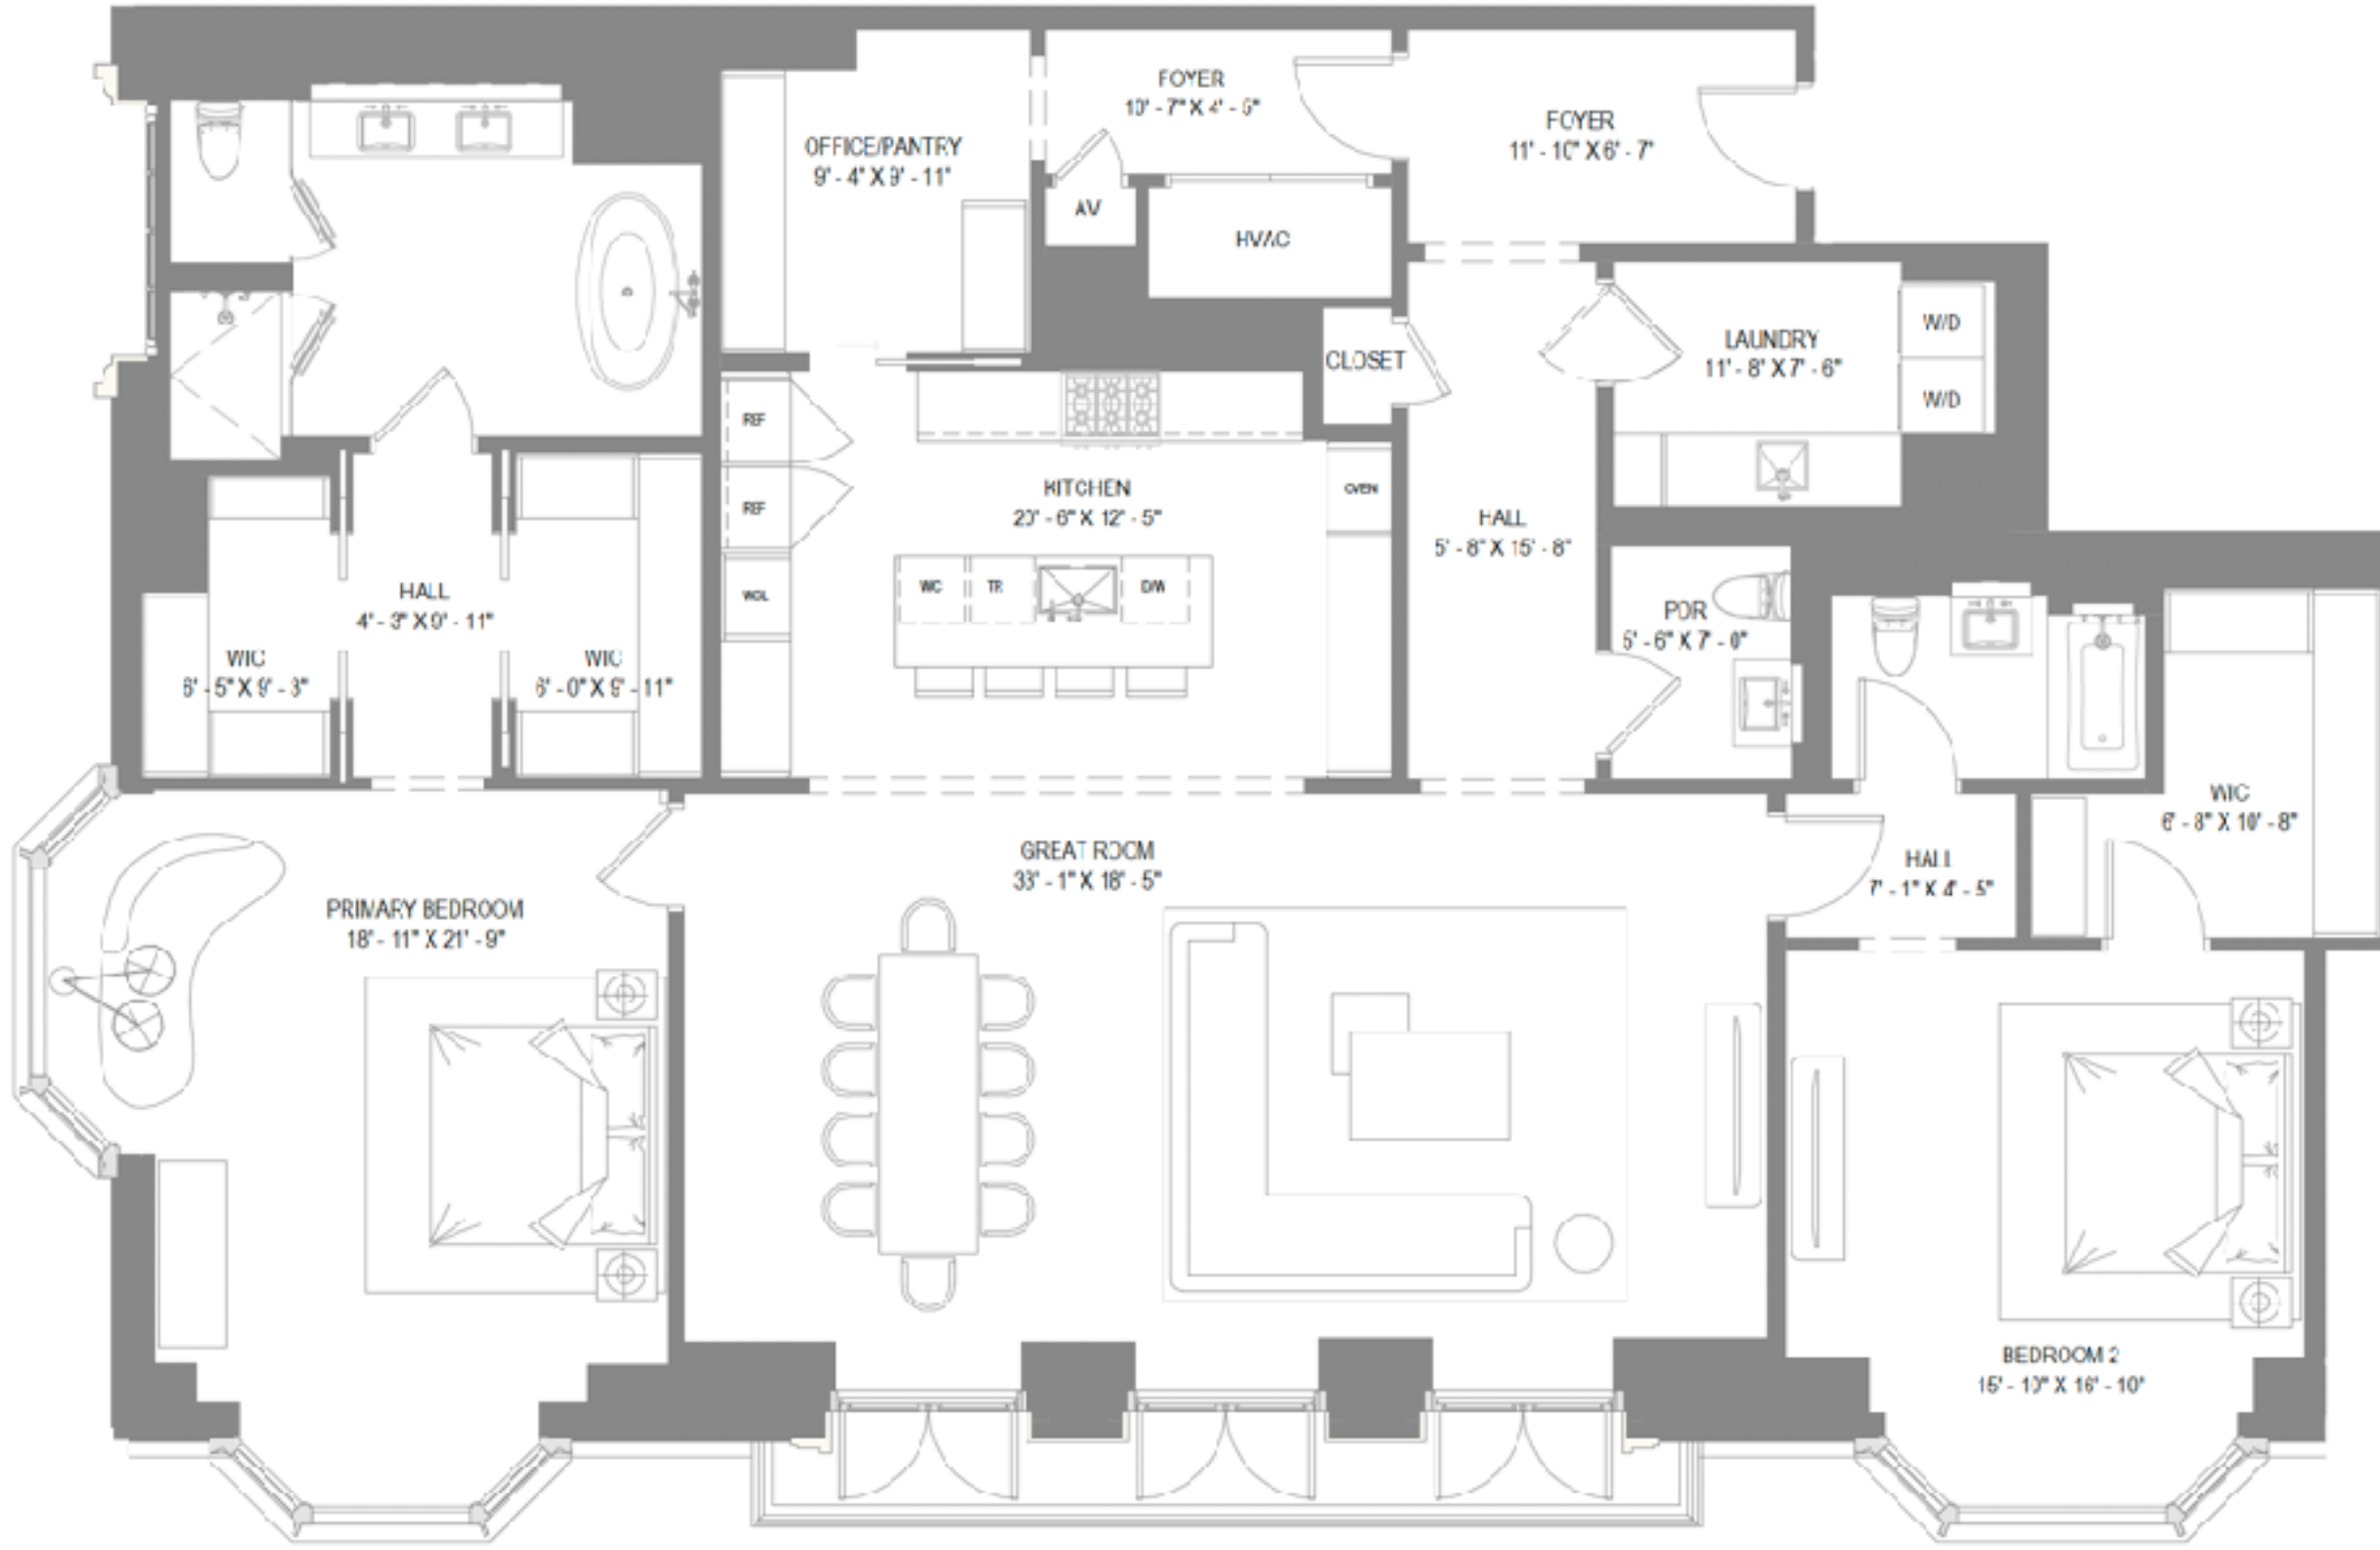 FOYER
10' - 7" X 4' - 6"
FOYER
11' - 10" X 6' - 7"
OFFICE/PANTRY
9' - 4" X 9' - 11"
AV
HVAC
CLOSET
LAUNDRY
11' - 8" X 7' - 6"
W/D
W/D
REF
REF
WOL
KITCHEN
20' - 6" X 12' - 5"
OVEN
WC
TR
D/W
HALL
5' - 8" X 15' - 8"
HALL
4' - 3" X 9' - 11"
WIC
6' - 5" X 9' - 3"
WIC
6' - 0" X 9' - 11"
PDR
5' - 6" X 7' - 0"
WIC
6' - 8" X 10' - 8"
HALL
7' - 1" X 4' - 5"
GREAT ROOM
33' - 1" X 18' - 5"
PRIMARY BEDROOM
18' - 11" X 21' - 9"
BEDROOM 2
15' - 10" X 16' - 10"